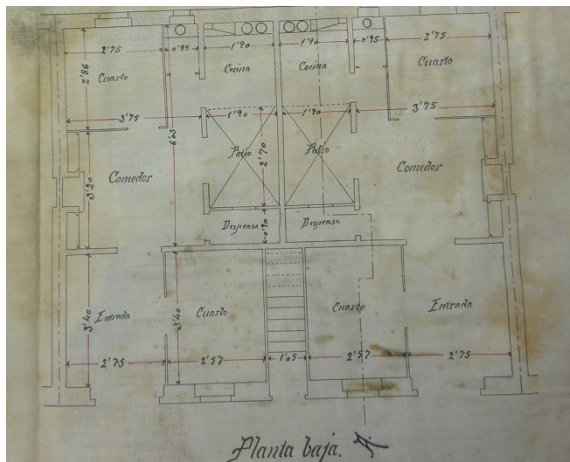 2'75 0'95 1'90 1'90 0'95 2'75
2'86 Cuarto Cocina Cocina Cuarto
3'75 1'90 1'90 3'75
6'25
Patio 2'70 Patio
3'20 Comedor Comedor
Despensa 0'90 Despensa
3'40 Entrada 3'40 Cuarto Cuarto Entrada
2'75 2'57 1'05 2'57 2'75
Planta baja. A.